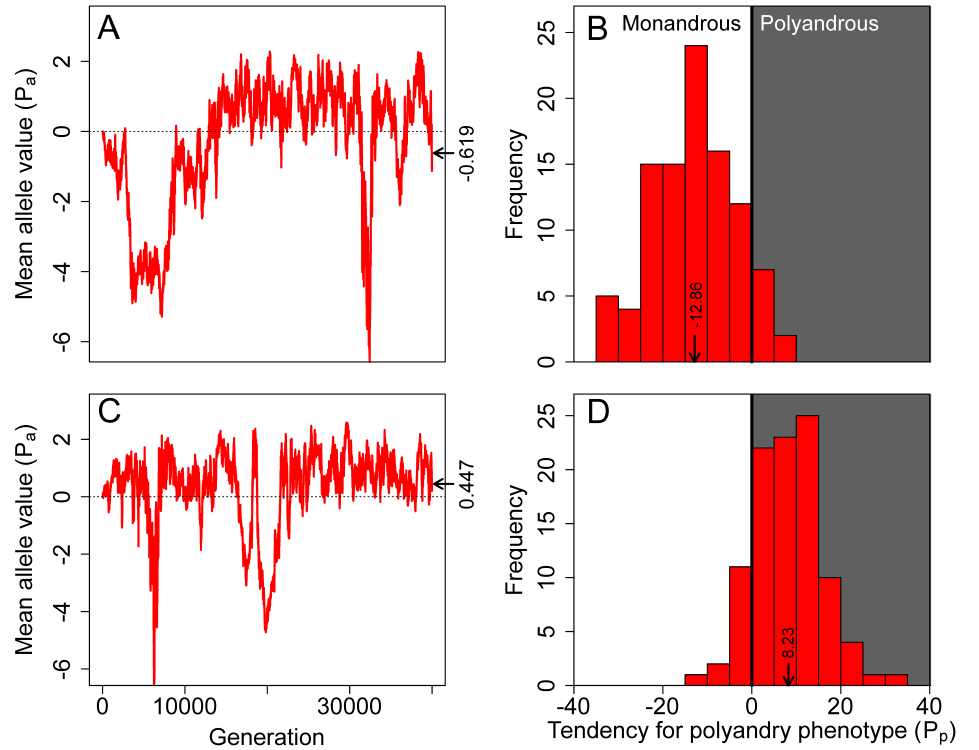 A
Mean allele value (Pa)
2
0
-2
-4
-6
-0.619
B
Monandrous
Polyandrous
Frequency
25
20
15
10
5
0
-12.86
C
Mean allele value (Pa)
2
0
-2
-4
-6
0.447
0
10000
30000
Generation
D
Frequency
25
20
15
10
5
0
8.23
-40
-20
0
20
40
Tendency for polyandry phenotype (Pp)